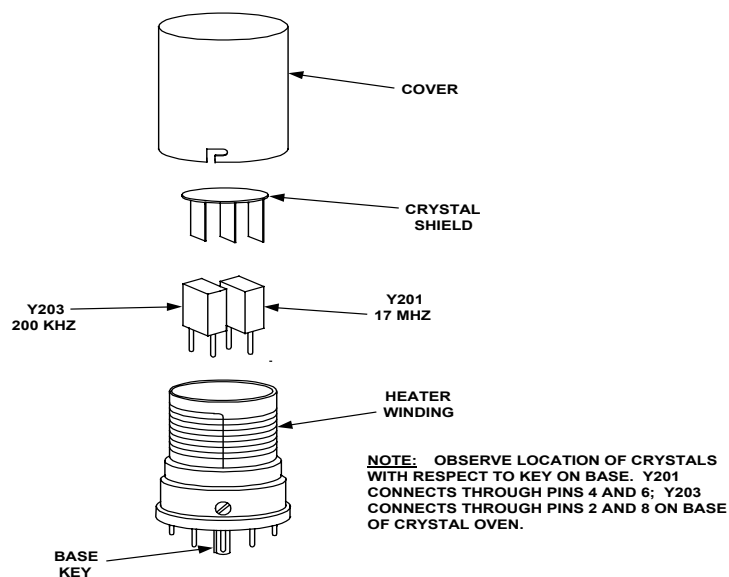 COVER
CRYSTAL
SHIELD
Y203
200 KHZ
Y201
17 MHZ
HEATER
WINDING
NOTE: OBSERVE LOCATION OF CRYSTALS
WITH RESPECT TO KEY ON BASE. Y201
CONNECTS THROUGH PINS 4 AND 6; Y203
CONNECTS THROUGH PINS 2 AND 8 ON BASE
OF CRYSTAL OVEN.
BASE
KEY